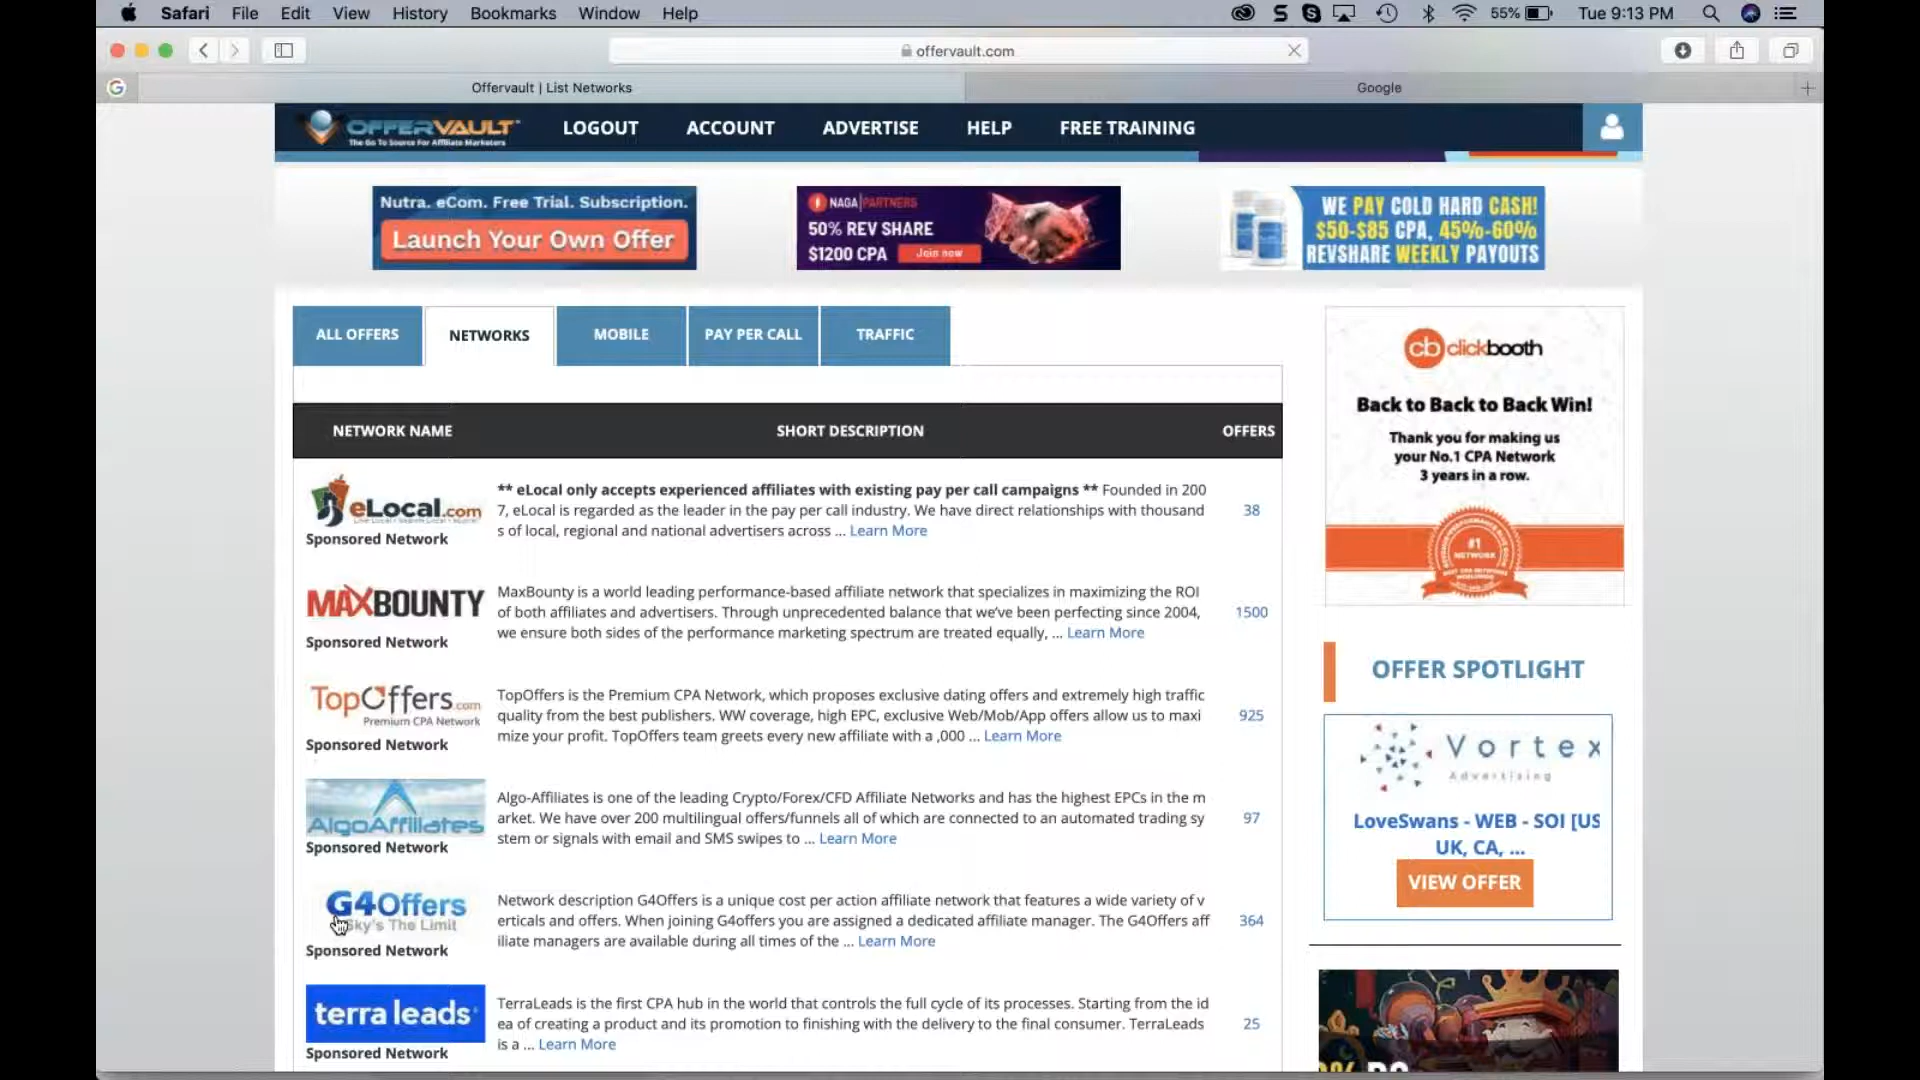 Safari File Edit View History Bookmarks Window Help 55% Tue 9:13 PM
offervault.com
Offervault | List Networks Google
OFFERVAULT LOGOUT ACCOUNT ADVERTISE HELP FREE TRAINING
The Go To Source For Affiliate Marketers
Nutra. eCom. Free Trial. Subscription.
Launch Your Own Offer
NAGA | PARTNERS
50% REV SHARE
$1200 CPA Join now
WE PAY COLD HARD CASH!
$50-$85 CPA, 45%-60%
REVSHARE WEEKLY PAYOUTS
ALL OFFERS NETWORKS MOBILE PAY PER CALL TRAFFIC
NETWORK NAME SHORT DESCRIPTION OFFERS
eLocal.com
Sponsored Network
** eLocal only accepts experienced affiliates with existing pay per call campaigns ** Founded in 200
7, eLocal is regarded as the leader in the pay per call industry. We have direct relationships with thousand
s of local, regional and national advertisers across ... Learn More
38
MAXBOUNTY
Sponsored Network
MaxBounty is a world leading performance-based affiliate network that specializes in maximizing the ROI
of both affiliates and advertisers. Through unprecedented balance that we've been perfecting since 2004,
we ensure both sides of the performance marketing spectrum are treated equally, ... Learn More
1500
TopOffers.com
Premium CPA Network
Sponsored Network
TopOffers is the Premium CPA Network, which proposes exclusive dating offers and extremely high traffic
quality from the best publishers. WW coverage, high EPC, exclusive Web/Mob/App offers allow us to maxi
mize your profit. TopOffers team greets every new affiliate with a ,000 ... Learn More
925
AlgoAffiliates
Sponsored Network
Algo-Affiliates is one of the leading Crypto/Forex/CFD Affiliate Networks and has the highest EPCs in the m
arket. We have over 200 multilingual offers/funnels all of which are connected to an automated trading sy
stem or signals with email and SMS swipes to ... Learn More
97
G4Offers
Sky's The Limit
Sponsored Network
Network description G4Offers is a unique cost per action affiliate network that features a wide variety of v
erticals and offers. When joining G4offers you are assigned a dedicated affiliate manager. The G4Offers aff
iliate managers are available during all times of the ... Learn More
364
terra leads
Sponsored Network
TerraLeads is the first CPA hub in the world that controls the full cycle of its processes. Starting from the id
ea of creating a product and its promotion to finishing with the delivery to the final consumer. TerraLeads
is a ... Learn More
25
cb clickbooth
Back to Back to Back Win!
Thank you for making us
your No.1 CPA Network
3 years in a row.
#1
NETWORK
OFFER SPOTLIGHT
Vortex
Advertising
LoveSwans - WEB - SOI [US
UK, CA, ...
VIEW OFFER